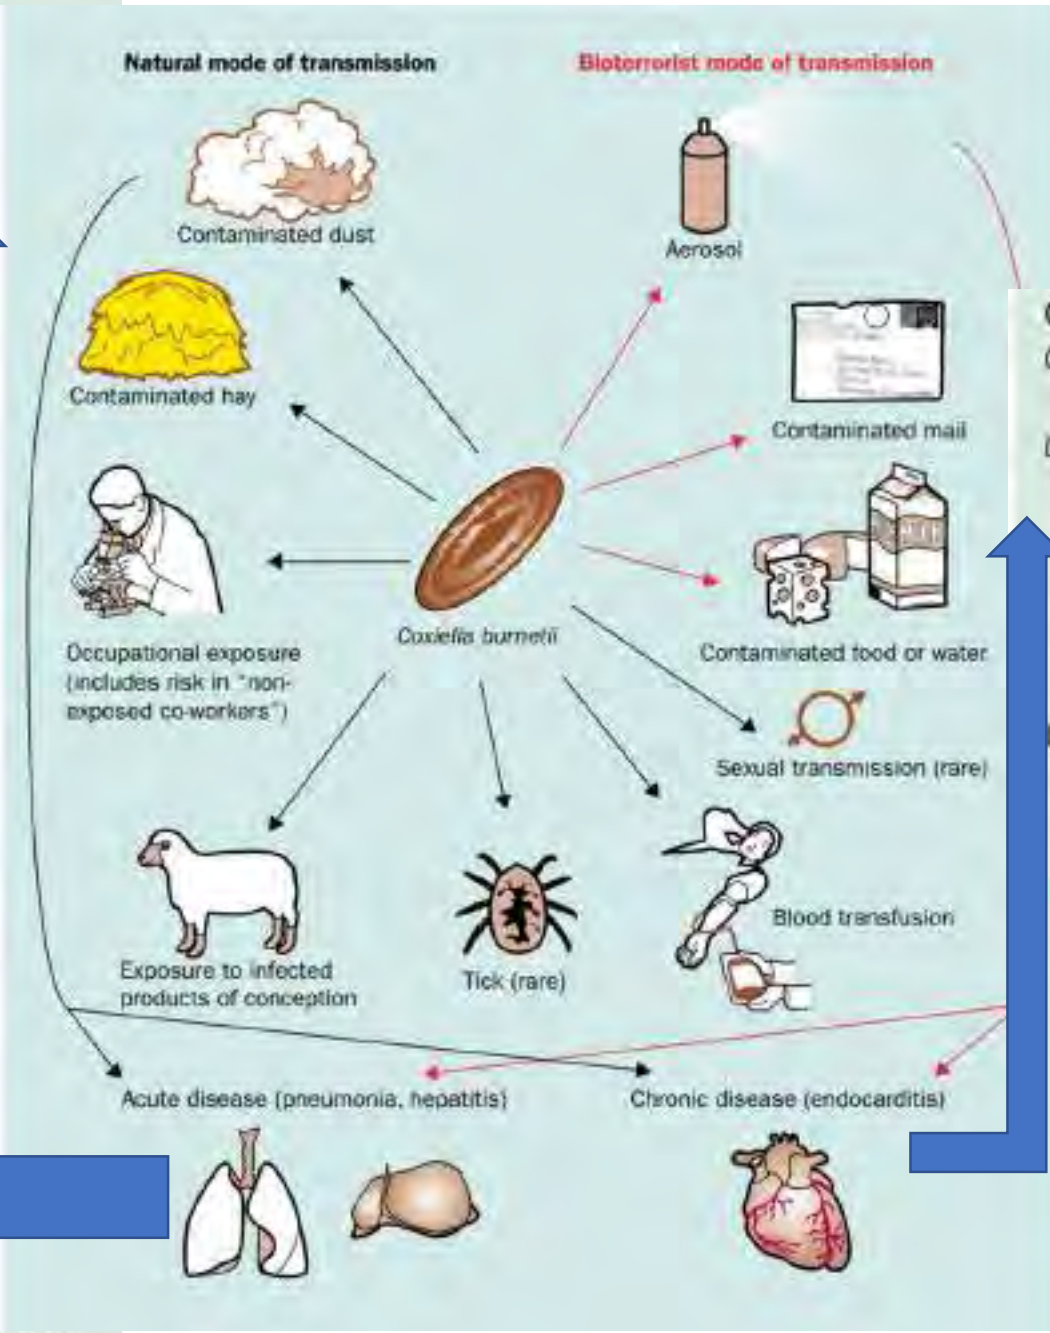 Natural mode of transmission
Bioterrorist mode of transmission
Contaminated dust
Aerosol
Contaminated hay
Contaminated mail
Occupational exposure
(includes risk in "non-
exposed co-workers")
Coxiella burnetii
Contaminated food or water
Sexual transmission (rare)
Exposure to infected
products of conception
Tick (rare)
Blood transfusion
Acute disease (pneumonia, hepatitis)
Chronic disease (endocarditis)